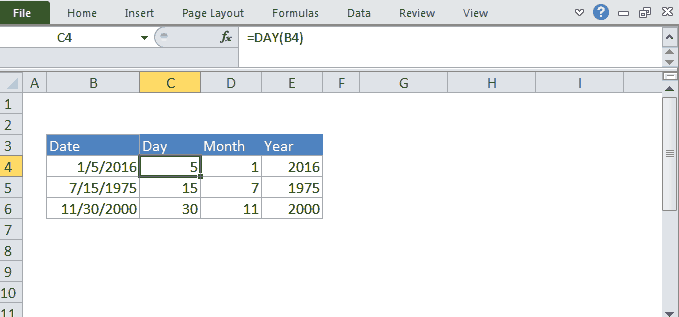 File Home Insert Page Layout Formulas Data Review View ?
C4 fx =DAY(B4)
A B C D E F G H I
1
2
3 Date Day Month Year
4 1/5/2016 5 1 2016
5 7/15/1975 15 7 1975
6 11/30/2000 30 11 2000
7
8
9
10
11